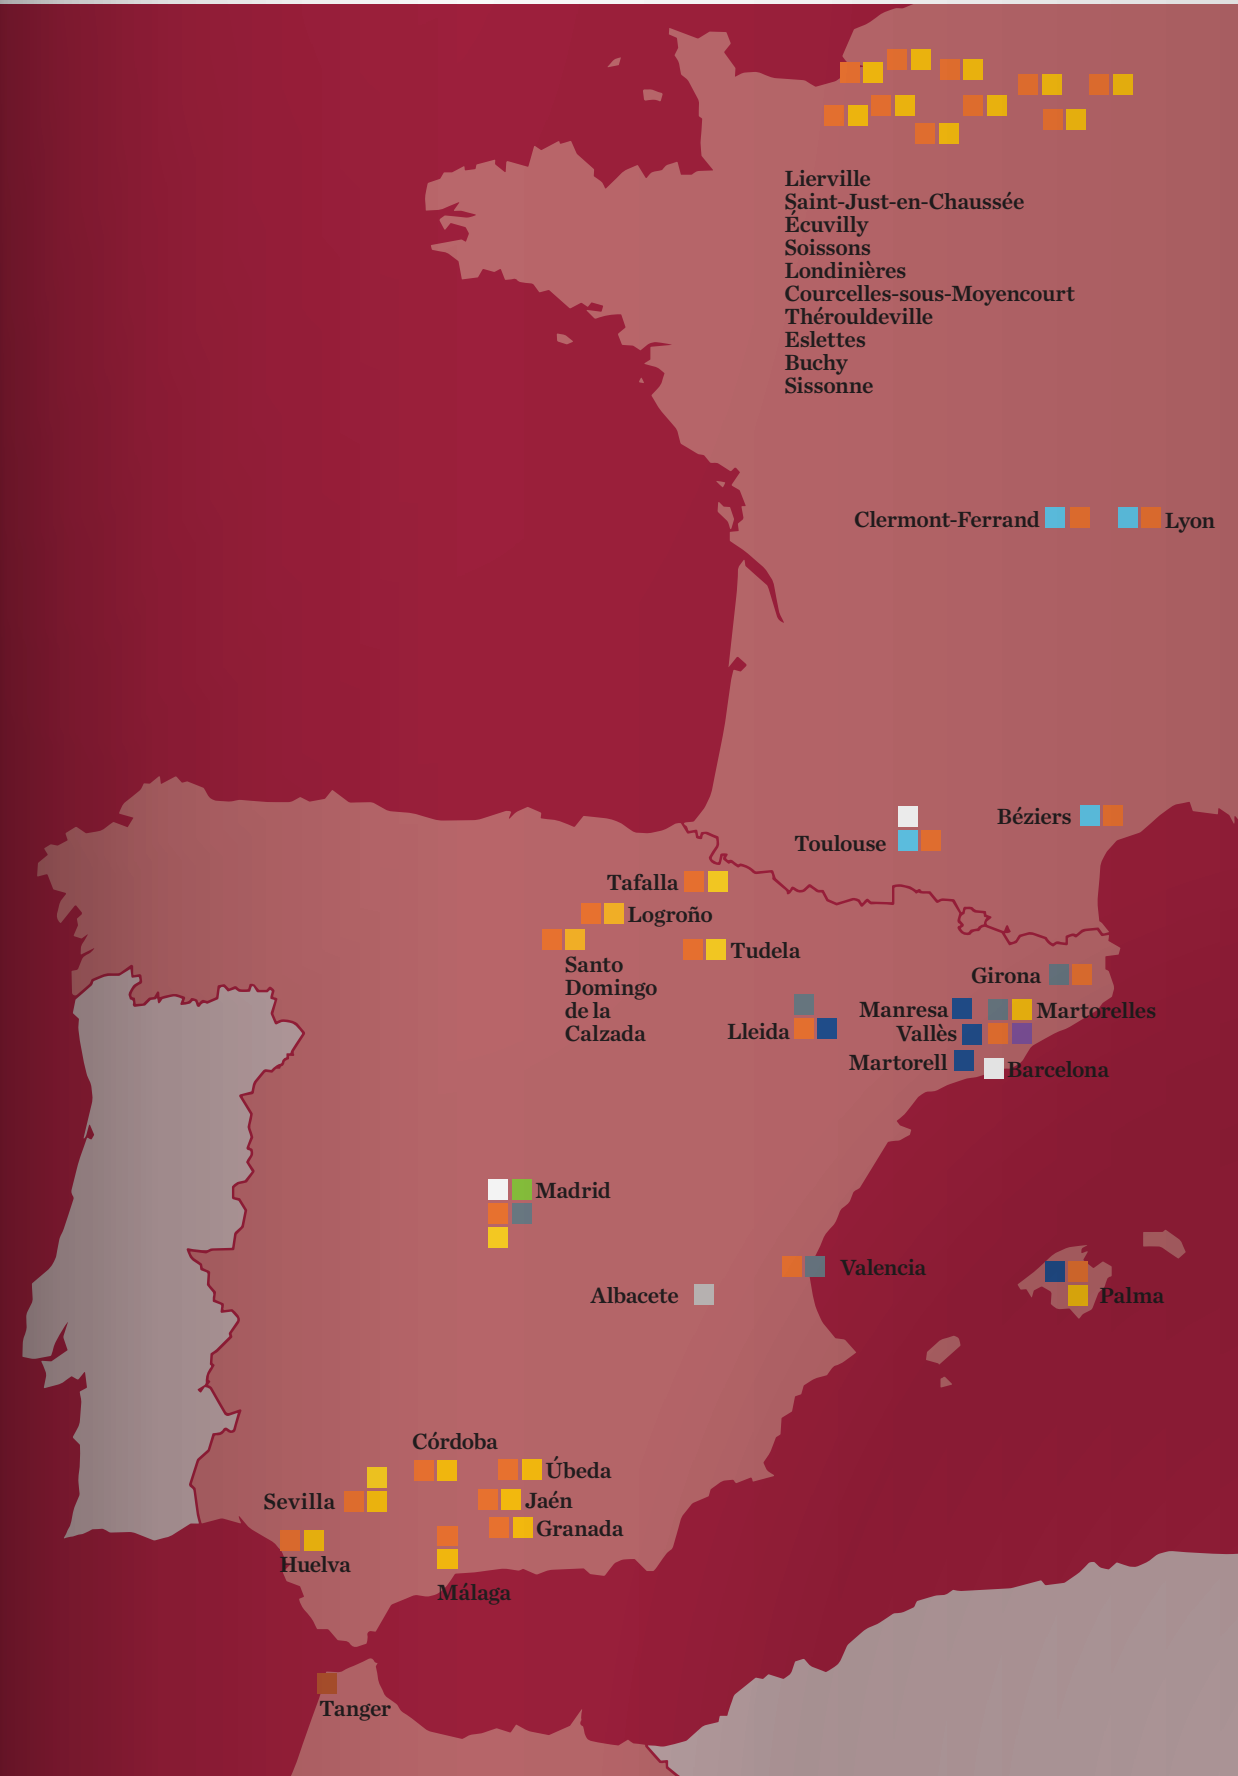 Lierville
Saint-Just-en-Chaussée
Écuvilly
Soissons
Londinières
Courcelles-sous-Moyencourt
Thérouldeville
Eslettes
Buchy
Sissonne
Clermont-Ferrand
Lyon
Béziers
Toulouse
Tafalla
Logroño
Tudela
Santo
Domingo
de la
Calzada
Girona
Manresa
Martorelles
Lleida
Vallès
Martorell
Barcelona
Madrid
Valencia
Albacete
Palma
Córdoba
Úbeda
Sevilla
Jaén
Granada
Huelva
Málaga
Tanger